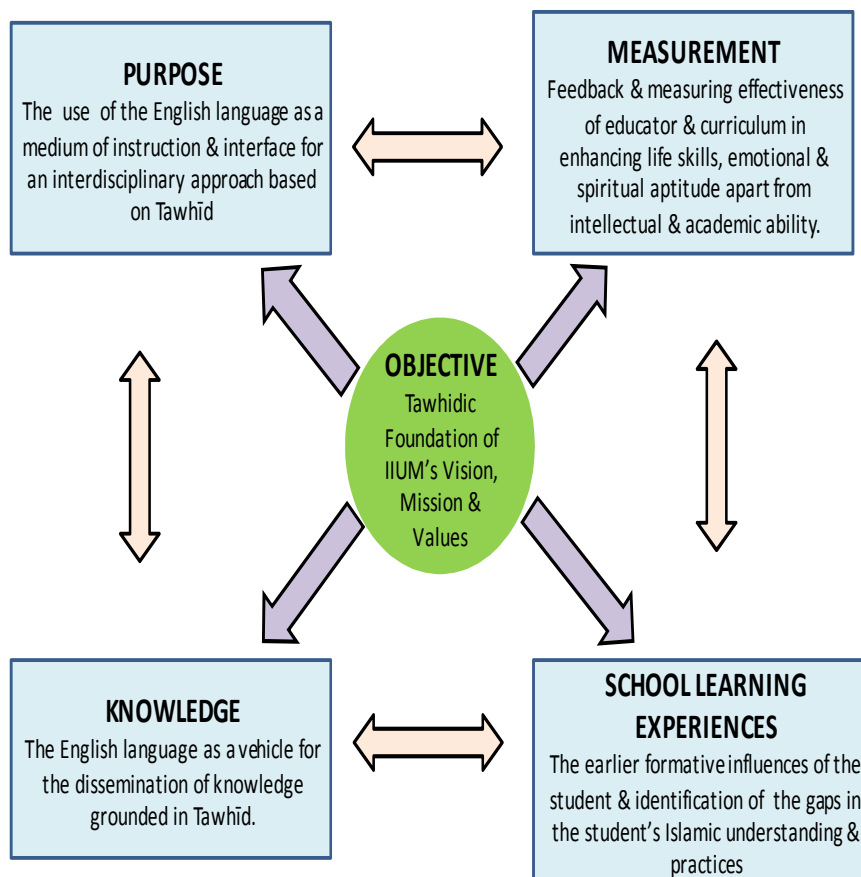 PURPOSE
The use of the English language as a
medium of instruction & interface for
an interdisciplinary approach based
on Tawhīd
MEASUREMENT
Feedback & measuring effectiveness
of educator & curriculum in
enhancing life skills, emotional &
spiritual aptitude apart from
intellectual & academic ability.
OBJECTIVE
Tawhidic
Foundation of
IIUM's Vision,
Mission &
Values
KNOWLEDGE
The English language as a vehicle for
the dissemination of knowledge
grounded in Tawhīd.
SCHOOL LEARNING
EXPERIENCES
The earlier formative influences of the
student & identification of the gaps in
the student's Islamic understanding &
practices